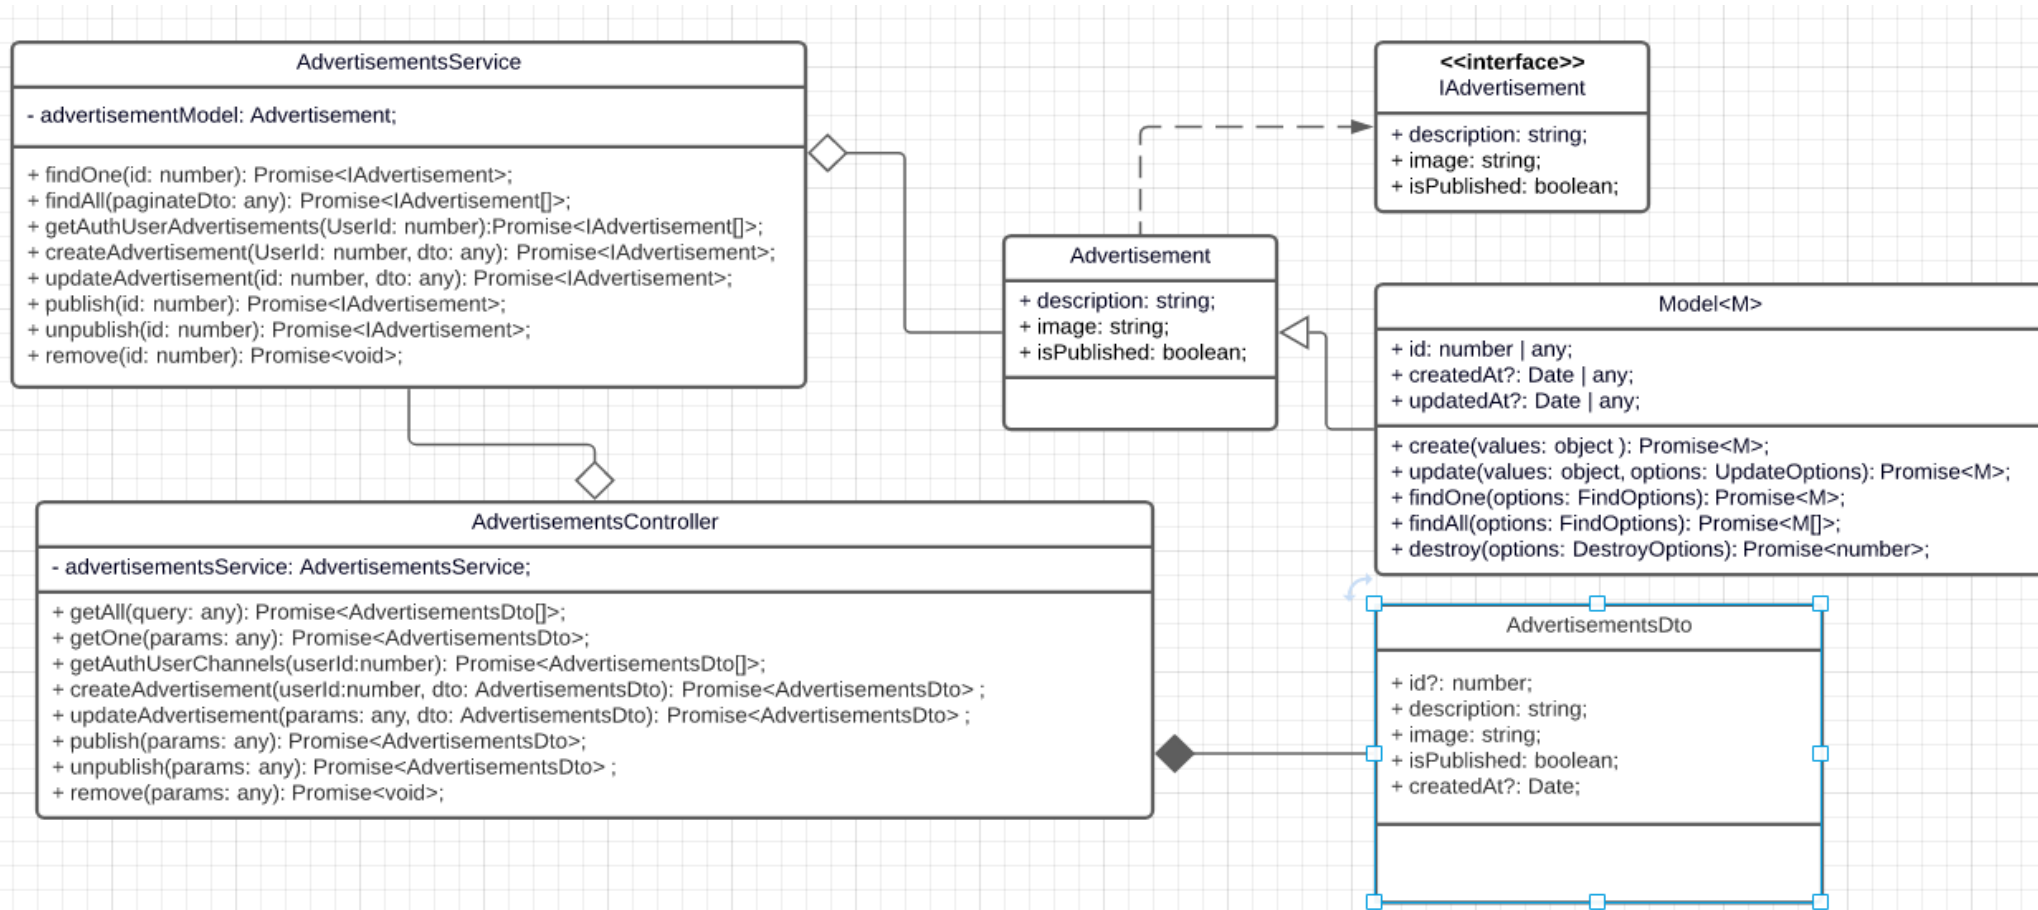 AdvertisementsService
- advertisementModel: Advertisement;
+ findOne(id: number): Promise<IAdvertisement>;
+ findAll(paginateDto: any): Promise<IAdvertisement[]>;
+ getAuthUserAdvertisements(UserId: number):Promise<IAdvertisement[]>;
+ createAdvertisement(UserId: number, dto: any): Promise<IAdvertisement>;
+ updateAdvertisement(id: number, dto: any): Promise<IAdvertisement>;
+ publish(id: number): Promise<IAdvertisement>;
+ unpublish(id: number): Promise<IAdvertisement>;
+ remove(id: number): Promise<void>;
<<interface>>
IAdvertisement
+ description: string;
+ image: string;
+ isPublished: boolean;
Advertisement
+ description: string;
+ image: string;
+ isPublished: boolean;
Model<M>
+ id: number | any;
+ createdAt?: Date | any;
+ updatedAt?: Date | any;
+ create(values: object ): Promise<M>;
+ update(values: object, options: UpdateOptions): Promise<M>;
+ findOne(options: FindOptions): Promise<M>;
+ findAll(options: FindOptions): Promise<M[]>;
+ destroy(options: DestroyOptions): Promise<number>;
AdvertisementsController
- advertisementsService: AdvertisementsService;
+ getAll(query: any): Promise<AdvertisementsDto[]>;
+ getOne(params: any): Promise<AdvertisementsDto>;
+ getAuthUserChannels(userId:number): Promise<AdvertisementsDto[]>;
+ createAdvertisement(userId:number, dto: AdvertisementsDto): Promise<AdvertisementsDto> ;
+ updateAdvertisement(params: any, dto: AdvertisementsDto): Promise<AdvertisementsDto> ;
+ publish(params: any): Promise<AdvertisementsDto>;
+ unpublish(params: any): Promise<AdvertisementsDto> ;
+ remove(params: any): Promise<void>;
AdvertisementsDto
+ id?: number;
+ description: string;
+ image: string;
+ isPublished: boolean;
+ createdAt?: Date;